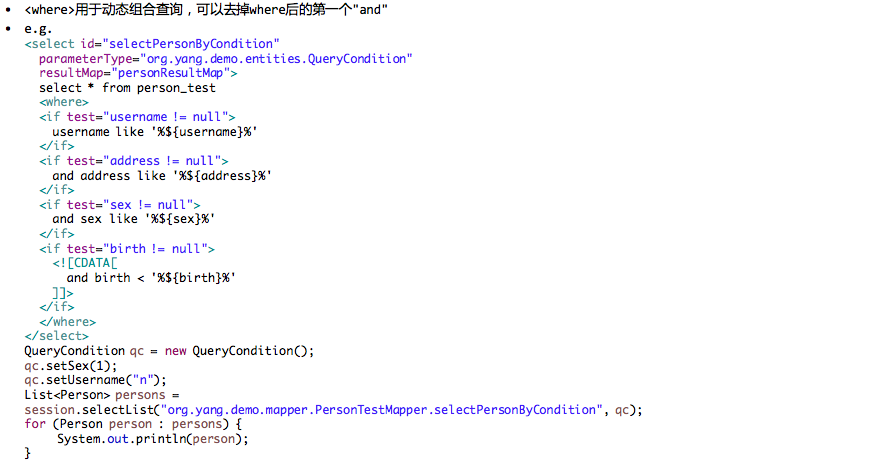 • <where>用于动态组合查询，可以去掉where后的第一个"and"
• e.g.
<select id="selectPersonByCondition"
parameterType="org.yang.demo.entities.QueryCondition"
resultMap="personResultMap">
select * from person_test
<where>
<if test="username != null">
username like '%${username}%'
</if>
<if test="address != null">
and address like '%${address}%'
</if>
<if test="sex != null">
and sex like '%${sex}%'
</if>
<if test="birth != null">
<![CDATA[
and birth < '%${birth}%'
]]>
</if>
</where>
</select>
QueryCondition qc = new QueryCondition();
qc.setSex(1);
qc.setUsername("n");
List<Person> persons =
session.selectList("org.yang.demo.mapper.PersonTestMapper.selectPersonByCondition", qc);
for (Person person : persons) {
System.out.println(person);
}